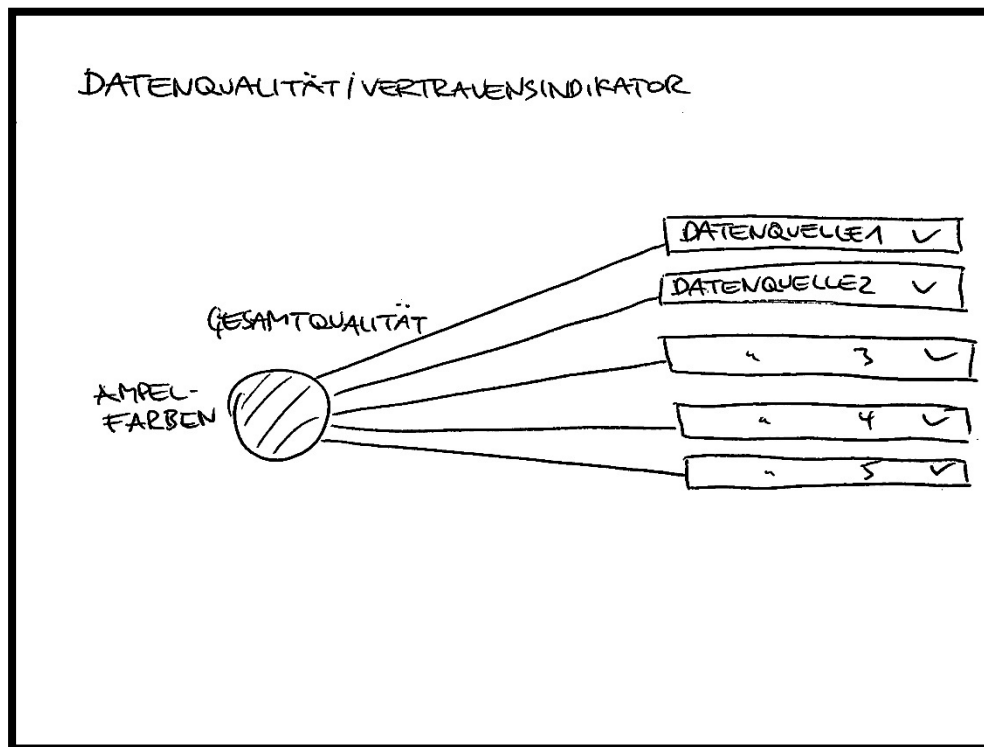 DATENQUALITÄT/VERTRAUENSINDIKATOR
DATENQUELLE1 ✓
DATENQUELLE2 ✓
GESAMTQUALITÄT
" 3 ✓
AMPEL-
FARBEN
" 4 ✓
" 5 ✓